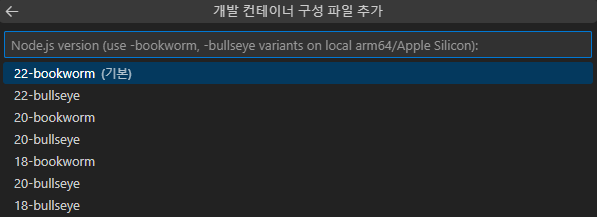 개발 컨테이너 구성 파일 추가
Node.js version (use -bookworm, -bullseye variants on local arm64/Apple Silicon):
22-bookworm (기본)
22-bullseye
20-bookworm
20-bullseye
18-bookworm
20-bullseye
18-bullseye